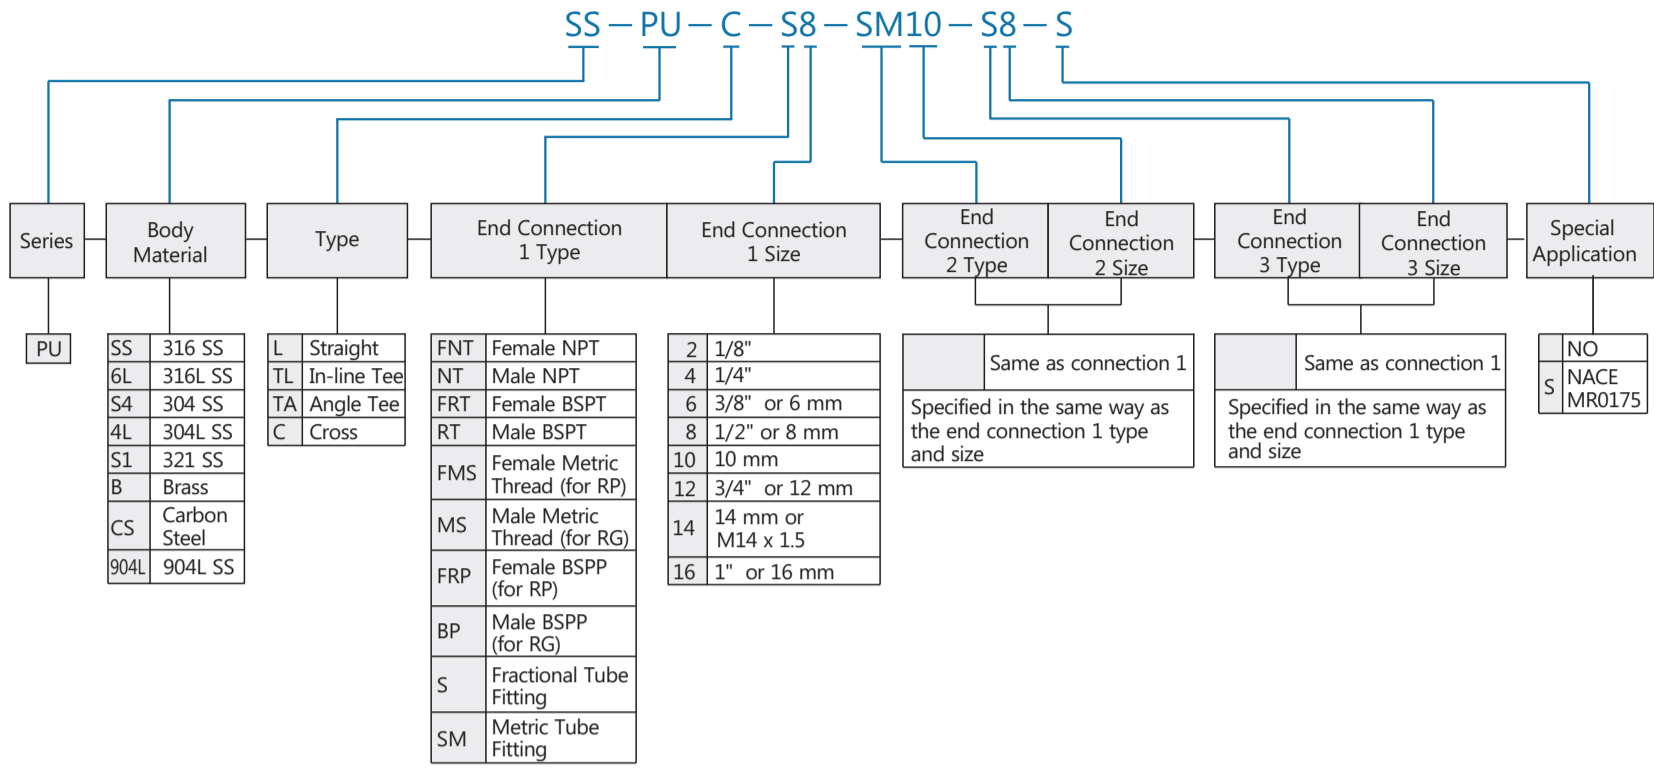 SS — PU — C — S8 — SM10 — S8 — S
Series
Body
Material
Type
End Connection
1 Type
End Connection
1 Size
End
Connection
2 Type
End
Connection
2 Size
End
Connection
3 Type
End
Connection
3 Size
Special
Application
PU
SS 316 SS
6L 316L SS
S4 304 SS
4L 304L SS
S1 321 SS
B Brass
CS Carbon
Steel
904L 904L SS
L Straight
TL In-line Tee
TA Angle Tee
C Cross
FNT Female NPT
NT Male NPT
FRT Female BSPT
RT Male BSPT
FMS Female Metric
Thread (for RP)
MS Male Metric
Thread (for RG)
FRP Female BSPP
(for RP)
BP Male BSPP
(for RG)
S Fractional Tube
Fitting
SM Metric Tube
Fitting
2 1/8"
4 1/4"
6 3/8" or 6 mm
8 1/2" or 8 mm
10 10 mm
12 3/4" or 12 mm
14 14 mm or
M14 x 1.5
16 1" or 16 mm
Same as connection 1
Specified in the same way as
the end connection 1 type
and size
Same as connection 1
Specified in the same way as
the end connection 1 type
and size
NO
S NACE
MR0175